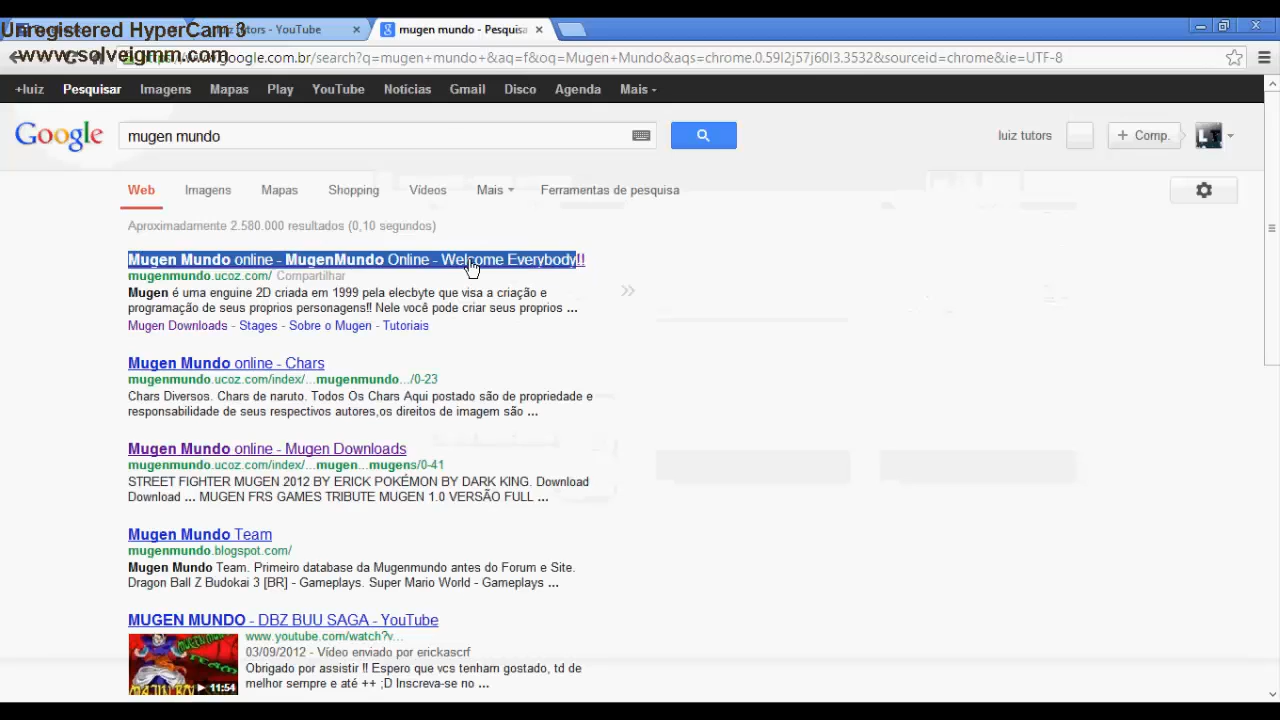 Unregistered HyperCam 3
www.solveigmm.com
Tutors - YouTube
mugen mundo - Pesquisa
google.com.br/search?q=mugen+mundo+&aq=f&oq=Mugen+Mundo&aqs=chrome.0.59l2j57j60l3.3532&sourceid=chrome&ie=UTF-8
+luiz Pesquisar Imagens Mapas Play YouTube Notícias Gmail Disco Agenda Mais
Google mugen mundo luiz tutors + Comp.
Web Imagens Mapas Shopping Vídeos Mais Ferramentas de pesquisa
Aproximadamente 2.580.000 resultados (0,10 segundos)
Mugen Mundo online - MugenMundo Online - Welcome Everybody!!
mugenmundo.ucoz.com/ Compartilhar
Mugen é uma enguine 2D criada em 1999 pela elecbyte que visa a criação e
programação de seus proprios personagens!! Nele você pode criar seus proprios ...
Mugen Downloads - Stages - Sobre o Mugen - Tutoriais
Mugen Mundo online - Chars
mugenmundo.ucoz.com/index/...mugenmundo.../0-23
Chars Diversos. Chars de naruto. Todos Os Chars Aqui postado são de propriedade e
responsabilidade de seus respectivos autores,os direitos de imagem são ...
Mugen Mundo online - Mugen Downloads
mugenmundo.ucoz.com/index/...mugen...mugens/0-41
STREET FIGHTER MUGEN 2012 BY ERICK POKÉMON BY DARK KING. Download
Download ... MUGEN FRS GAMES TRIBUTE MUGEN 1.0 VERSÃO FULL ...
Mugen Mundo Team
mugenmundo.blogspot.com/
Mugen Mundo Team. Primeiro database da Mugenmundo antes do Forum e Site.
Dragon Ball Z Budokai 3 [BR] - Gameplays. Super Mario World - Gameplays ...
MUGEN MUNDO - DBZ BUU SAGA - YouTube
www.youtube.com/watch?v...
03/09/2012 - Vídeo enviado por erickascrf
Obrigado por assistir !! Espero que vcs tenham gostado, td de
melhor sempre e até ++ ;D Inscreva-se no ...
11:54